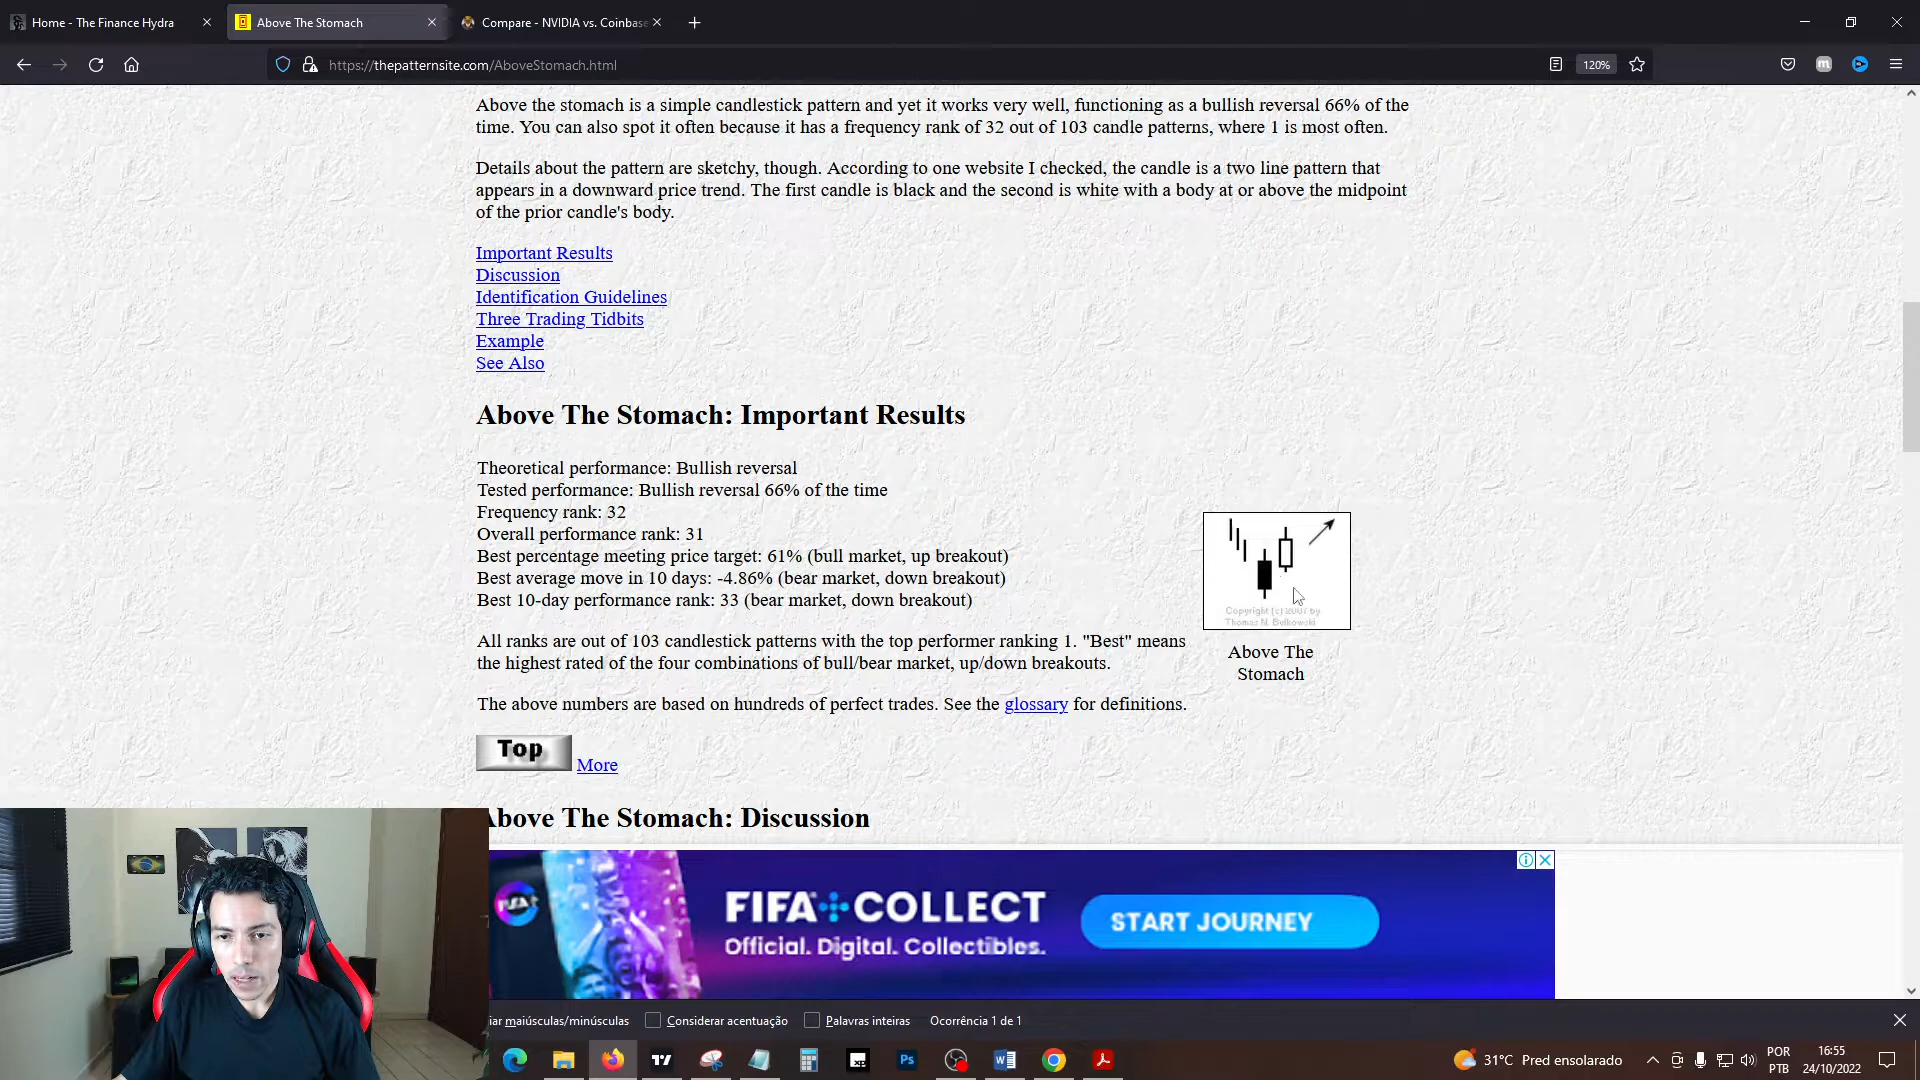 Home - The Finance Hydra
Above The Stomach
Compare - NVIDIA vs. Coinbase
https://thepatternsite.com/AboveStomach.html
120%
Above the stomach is a simple candlestick pattern and yet it works very well, functioning as a bullish reversal 66% of the
time. You can also spot it often because it has a frequency rank of 32 out of 103 candle patterns, where 1 is most often.
Details about the pattern are sketchy, though. According to one website I checked, the candle is a two line pattern that
appears in a downward price trend. The first candle is black and the second is white with a body at or above the midpoint
of the prior candle's body.
Important Results
Discussion
Identification Guidelines
Three Trading Tidbits
Example
See Also
Above The Stomach: Important Results
Theoretical performance: Bullish reversal
Tested performance: Bullish reversal 66% of the time
Frequency rank: 32
Overall performance rank: 31
Best percentage meeting price target: 61% (bull market, up breakout)
Best average move in 10 days: -4.86% (bear market, down breakout)
Best 10-day performance rank: 33 (bear market, down breakout)
All ranks are out of 103 candlestick patterns with the top performer ranking 1. "Best" means
the highest rated of the four combinations of bull/bear market, up/down breakouts.
The above numbers are based on hundreds of perfect trades. See the glossary for definitions.
Copyright (c) 2007 by
Thomas N. Bulkowski
Above The
Stomach
Top
More
Above The Stomach: Discussion
FIFA
FIFA+COLLECT
Official. Digital. Collectibles.
START JOURNEY
iar maiúsculas/minúsculas
Considerar acentuação
Palavras inteiras
Ocorrência 1 de 1
31°C Pred ensolarado
POR
PTB
16:55
24/10/2022